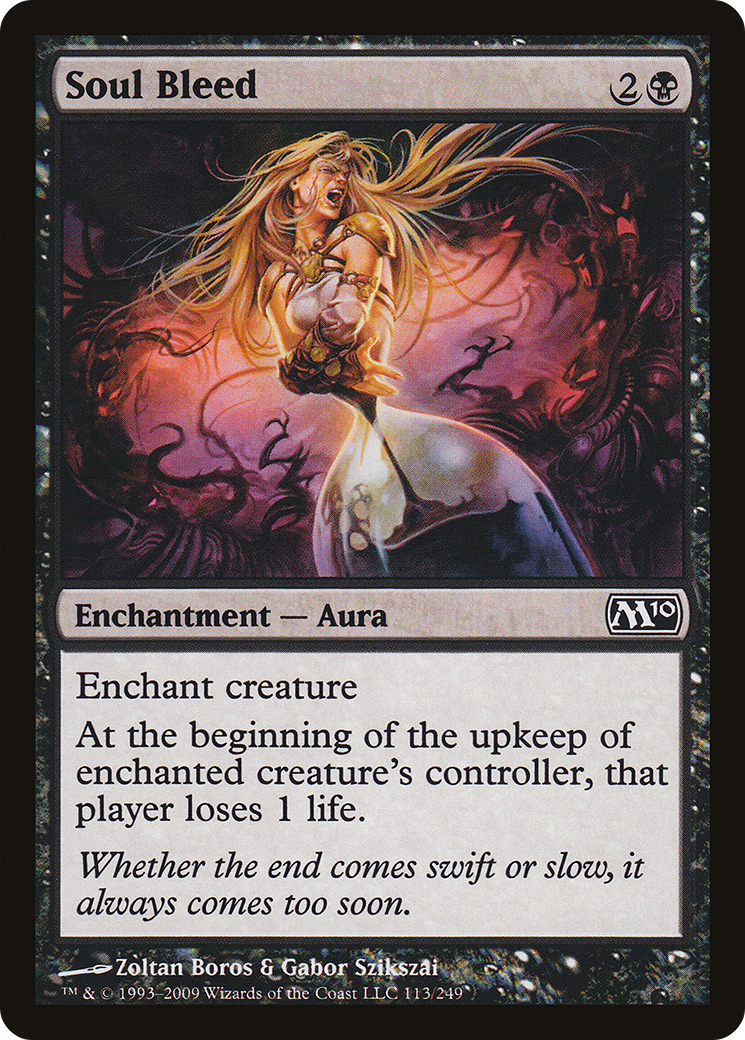 Soul Bleed
2
Enchantment — Aura
M10
Enchant creature
At the beginning of the upkeep of
enchanted creature's controller, that
player loses 1 life.
Whether the end comes swift or slow, it
always comes too soon.
Zoltan Boros & Gabor Szikszai
™ & © 1993–2009 Wizards of the Coast LLC 113/249